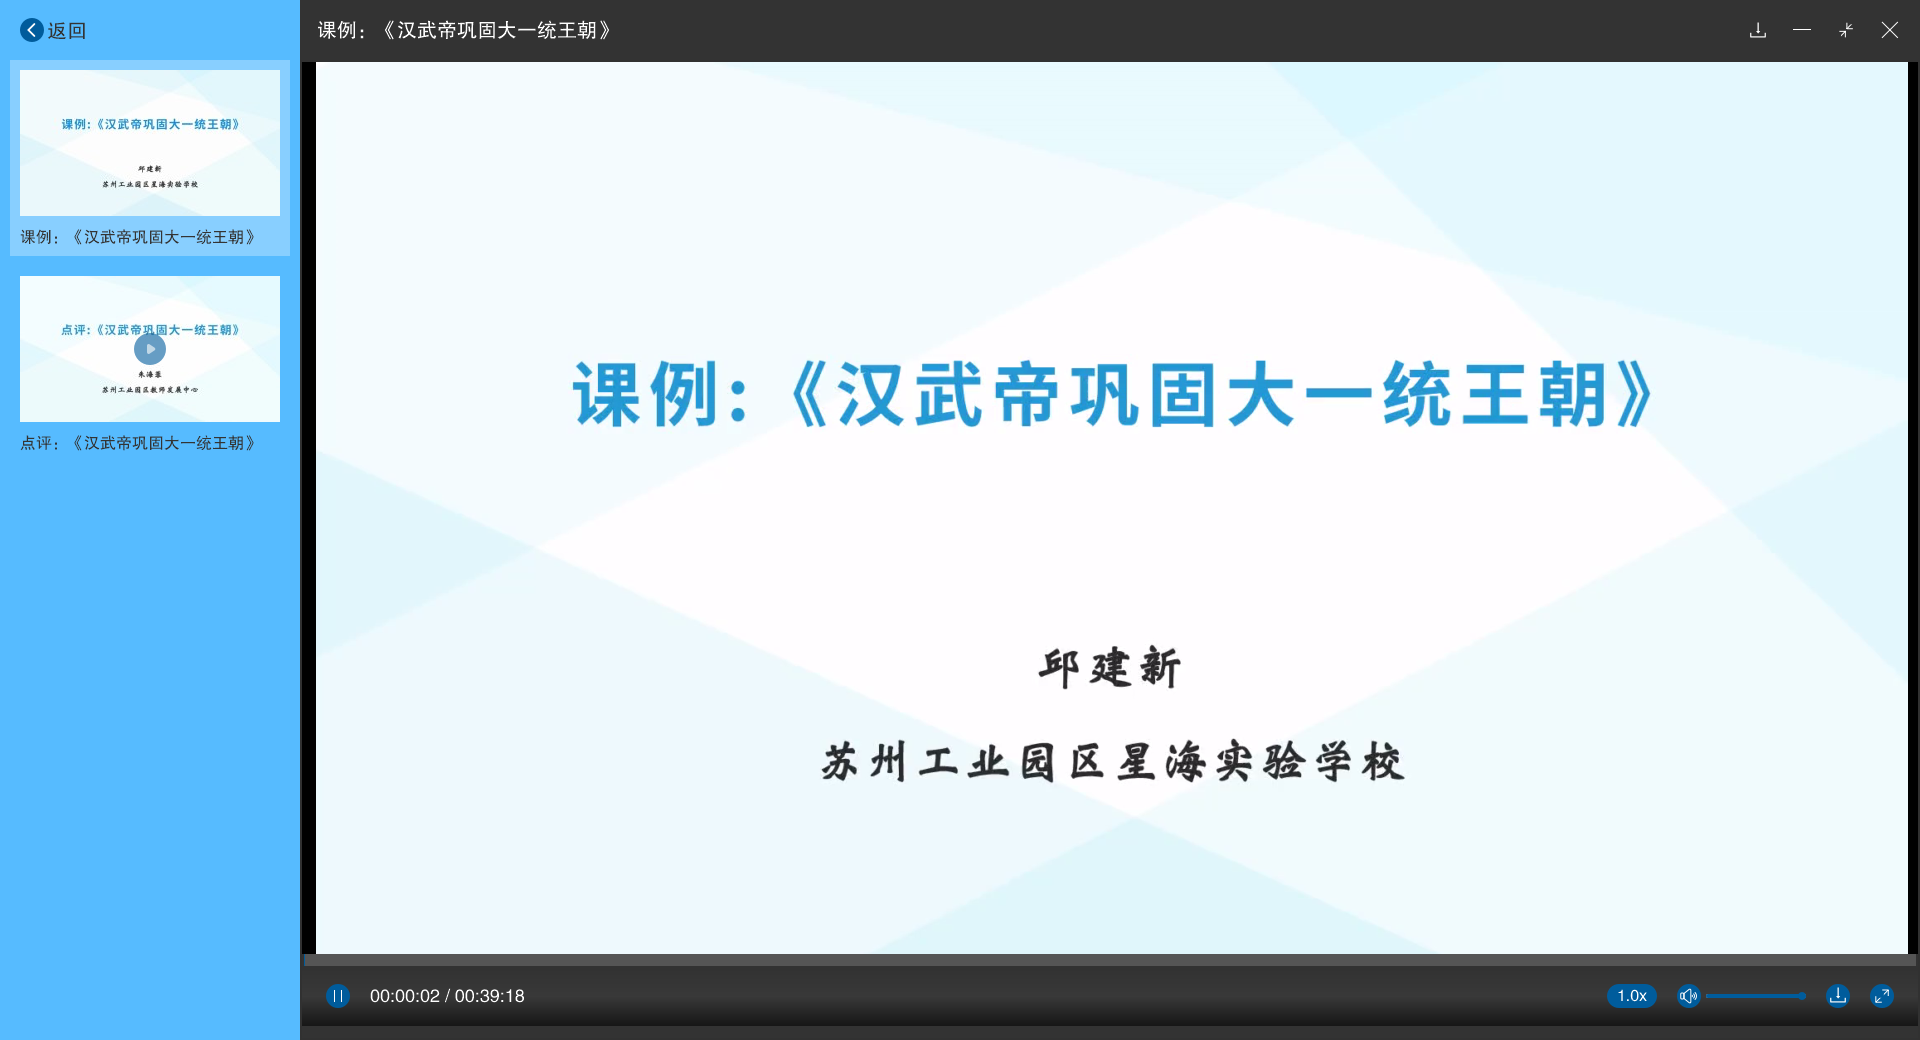 返回
课例：《汉武帝巩固大一统王朝》
课例:《汉武帝巩固大一统王朝》
邱建新
苏州工业园区星海实验学校
课例：《汉武帝巩固大一统王朝》
点评:《汉武帝巩固大一统王朝》
朱海荣
苏州工业园区教师发展中心
点评：《汉武帝巩固大一统王朝》
课例:《汉武帝巩固大一统王朝》
邱建新
苏州工业园区星海实验学校
00:00:02 / 00:39:18
1.0x